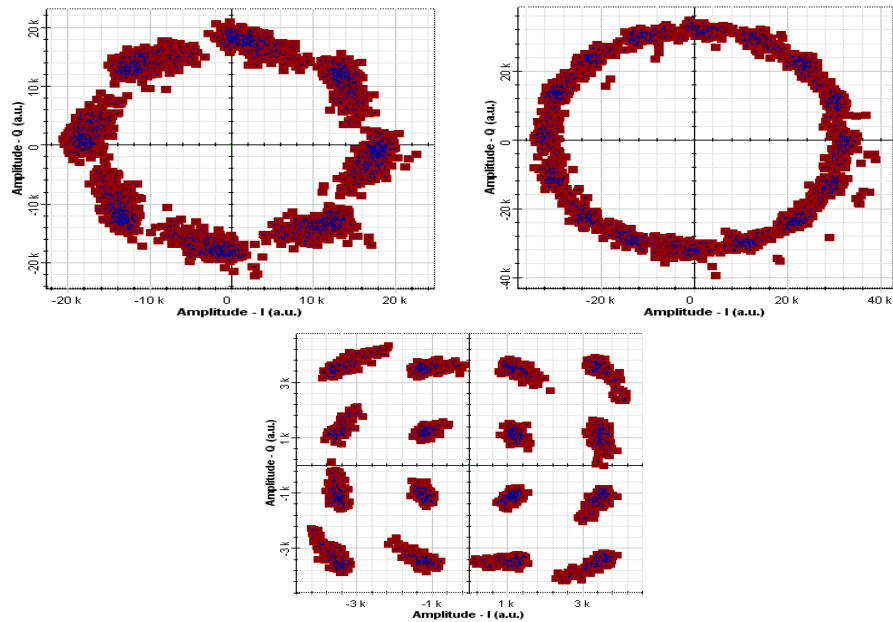 20 k
10 k
0
-10 k
-20 k
Amplitude - Q (a.u.)
-20 k
-10 k
0
10 k
20 k
Amplitude - I (a.u.)
20 k
0
-20 k
-40 k
Amplitude - Q (a.u.)
-20 k
0
20 k
40 k
Amplitude - I (a.u.)
3 k
1 k
-1 k
-3 k
Amplitude - Q (a.u.)
-3 k
-1 k
1 k
3 k
Amplitude - I (a.u.)